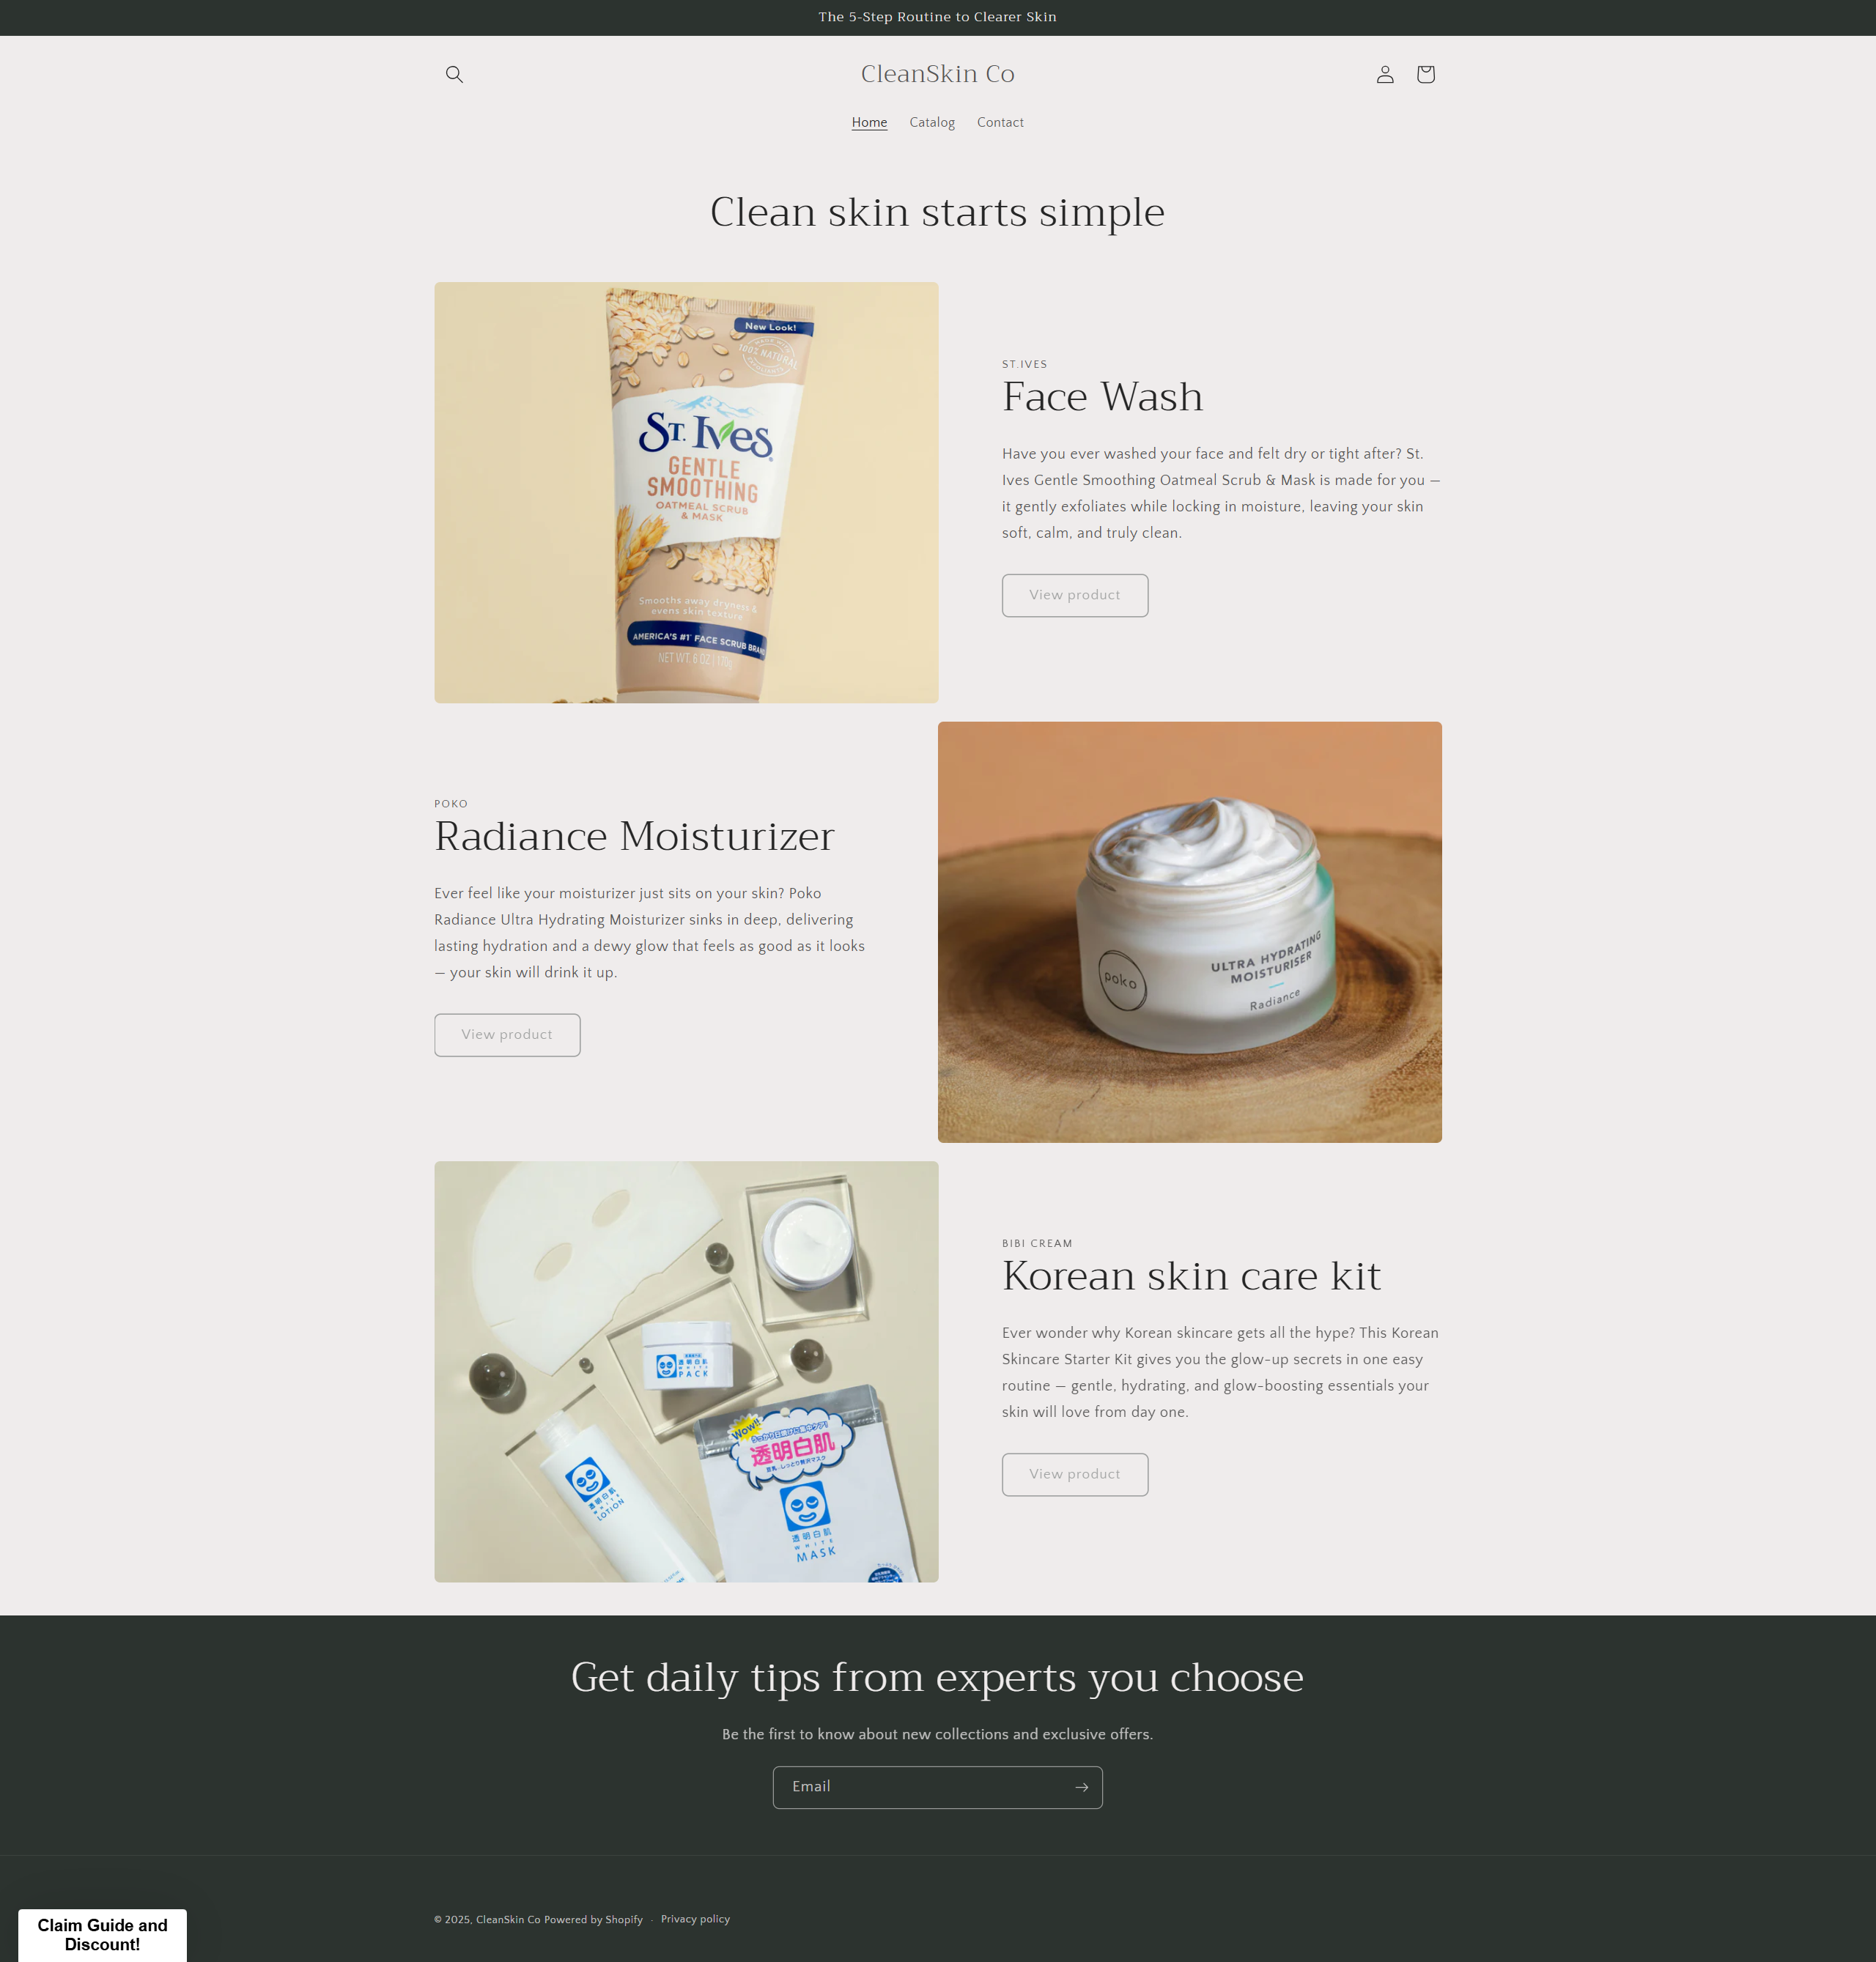 The 5-Step Routine to Clearer Skin
CleanSkin Co
Home Catalog Contact
Clean skin starts simple
New Look!
MADE WITH
100% NATURAL
EXFOLIANTS
ST. Ives
GENTLE
SMOOTHING
OATMEAL SCRUB
& MASK
Smooths away dryness &
evens skin texture
AMERICA'S #1 FACE SCRUB BRAND
NET WT. 6 OZ | 170g
ST.IVES
Face Wash
Have you ever washed your face and felt dry or tight after? St.
Ives Gentle Smoothing Oatmeal Scrub & Mask is made for you —
it gently exfoliates while locking in moisture, leaving your skin
soft, calm, and truly clean.
View product
POKO
Radiance Moisturizer
Ever feel like your moisturizer just sits on your skin? Poko
Radiance Ultra Hydrating Moisturizer sinks in deep, delivering
lasting hydration and a dewy glow that feels as good as it looks
— your skin will drink it up.
View product
poko
ULTRA HYDRATING
MOISTURISER
Radiance
透明白肌
WHITE
PACK
透明白肌
WHITE
LOTION
Wow!!
透明白肌
透明白肌
WHITE
MASK
BIBI CREAM
Korean skin care kit
Ever wonder why Korean skincare gets all the hype? This Korean
Skincare Starter Kit gives you the glow-up secrets in one easy
routine — gentle, hydrating, and glow-boosting essentials your
skin will love from day one.
View product
Get daily tips from experts you choose
Be the first to know about new collections and exclusive offers.
Email
© 2025, CleanSkin Co Powered by Shopify · Privacy policy
Claim Guide and
Discount!